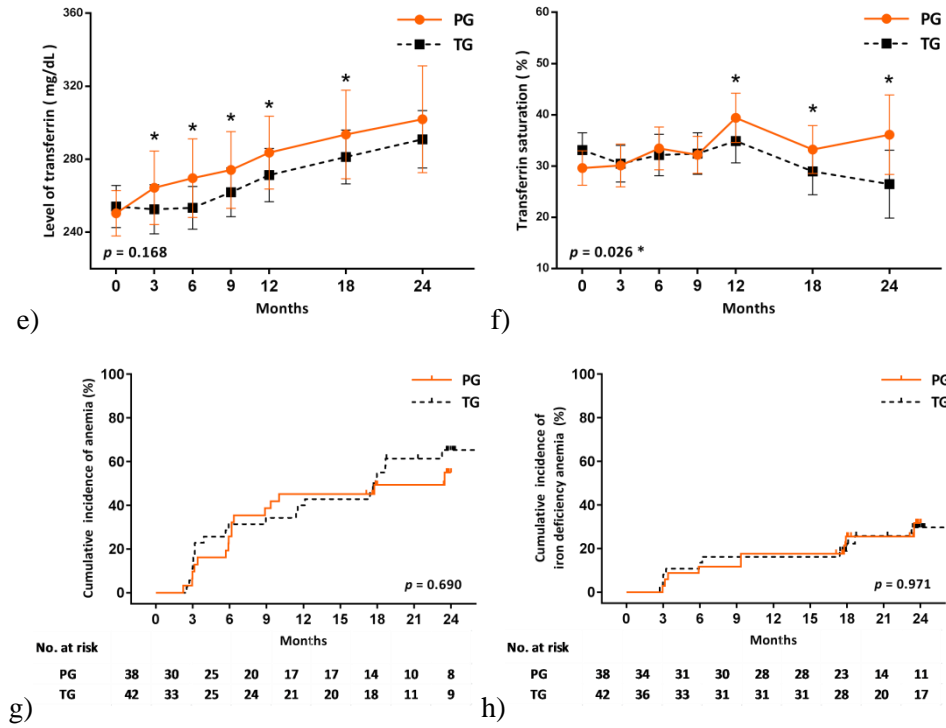 PG
TG
Level of transferrin ( mg/dL )
360
320
280
240
* * * * *
p = 0.168
0 3 6 9 12 18 24
Months
e)
PG
TG
Transferrin saturation ( % )
60
50
40
30
20
10
* * *
p = 0.026 *
0 3 6 9 12 18 24
Months
f)
PG
TG
Cumulative incidence of anemia (%)
100
80
60
40
20
0
p = 0.690
0 3 6 9 12 15 18 21 24
Months
No. at risk
PG 38 30 25 20 17 17 14 10 8
TG 42 33 25 24 21 20 18 11 9
g)
PG
TG
Cumulative incidence of
iron deficiency anemia (%)
100
80
60
40
20
0
p = 0.971
0 3 6 9 12 15 18 21 24
Months
No. at risk
PG 38 34 31 30 28 28 23 14 11
TG 42 36 33 31 31 31 28 20 17
h)